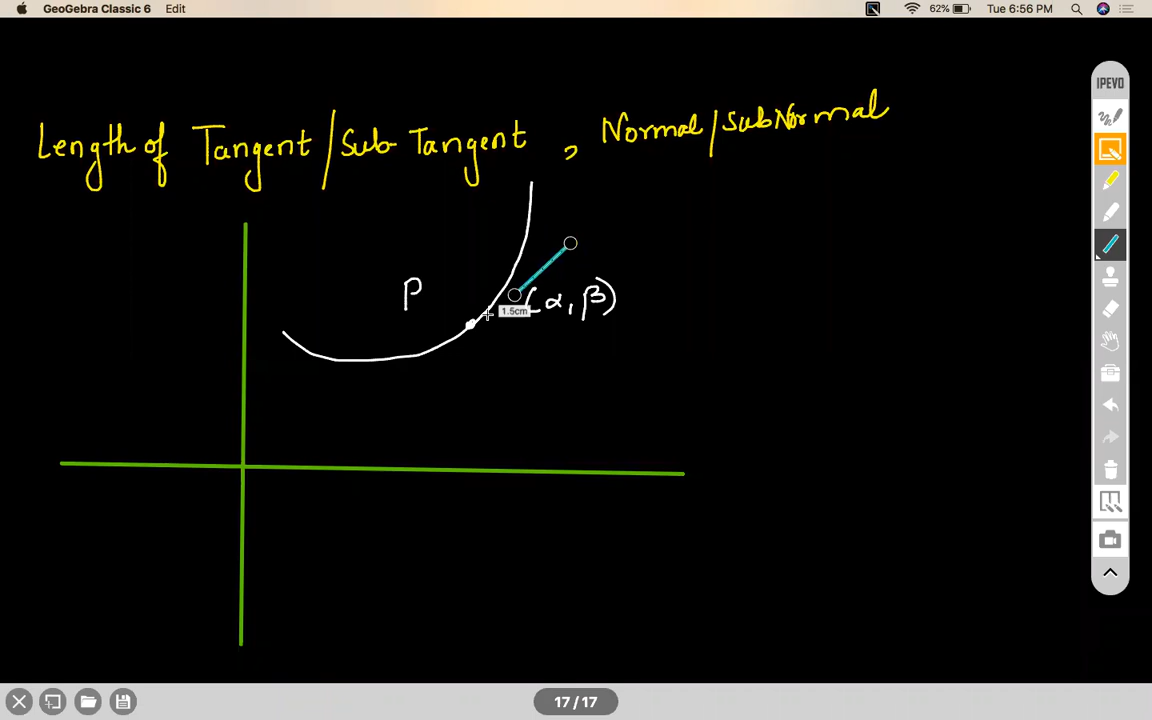 GeoGebra Classic 6 Edit 62% Tue 6:56 PM
IPEVO
Length of Tangent/Sub-Tangent , Normal/SubNormal
P
(α, β)
1.5cm
17/17